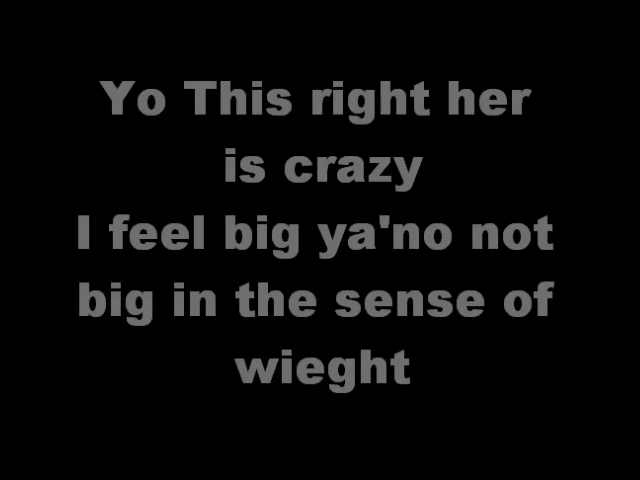 Yo This right her
is crazy
I feel big ya'no not
big in the sense of
wieght